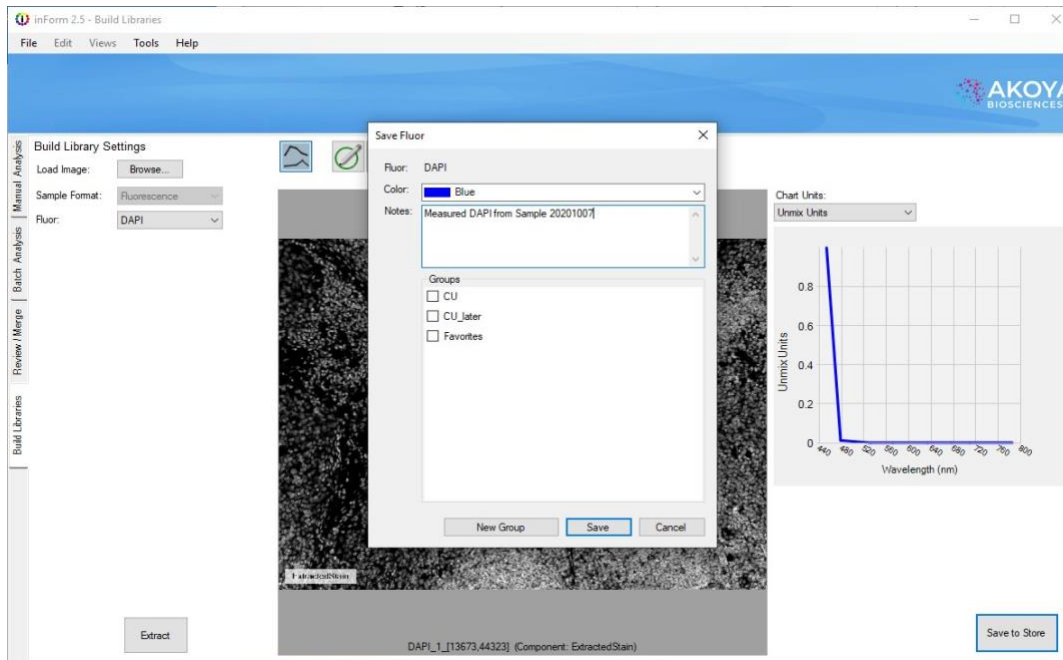 inForm 2.5 - Build Libraries
File Edit Views Tools Help
AKOYA
BIOSCIENCES
Manual Analysis
Batch Analysis
Review / Merge
Build Libraries
Build Library Settings
Load Image: Browse...
Sample Format: Fluorescence
Fluor: DAPI
Extract
Save Fluor
Fluor: DAPI
Color: Blue
Notes: Measured DAPI from Sample 20201007
Groups
CU
CU_later
Favorites
New Group Save Cancel
ExtractedStain
DAPI_1_[13673,44323] (Component: ExtractedStain)
Chart Units:
Unmix Units
Unmix Units
0.8
0.6
0.4
0.2
0
440 480 520 560 600 640 680 720 760 800
Wavelength (nm)
Save to Store